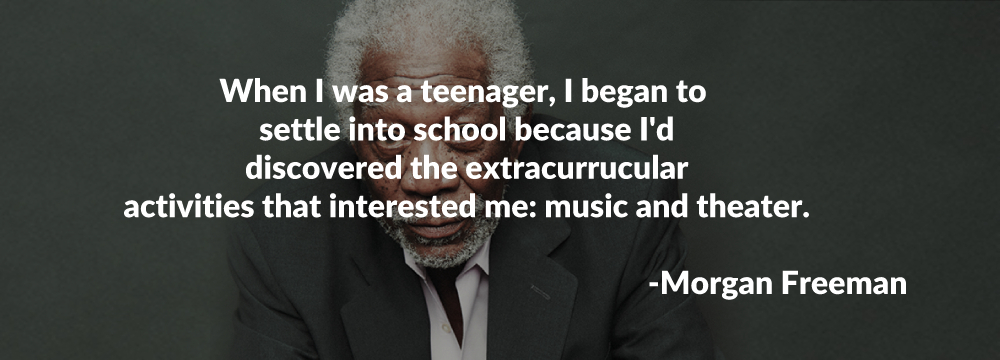 When I was a teenager, I began to
settle into school because I'd
discovered the extracurrucular
activities that interested me: music and theater.
-Morgan Freeman